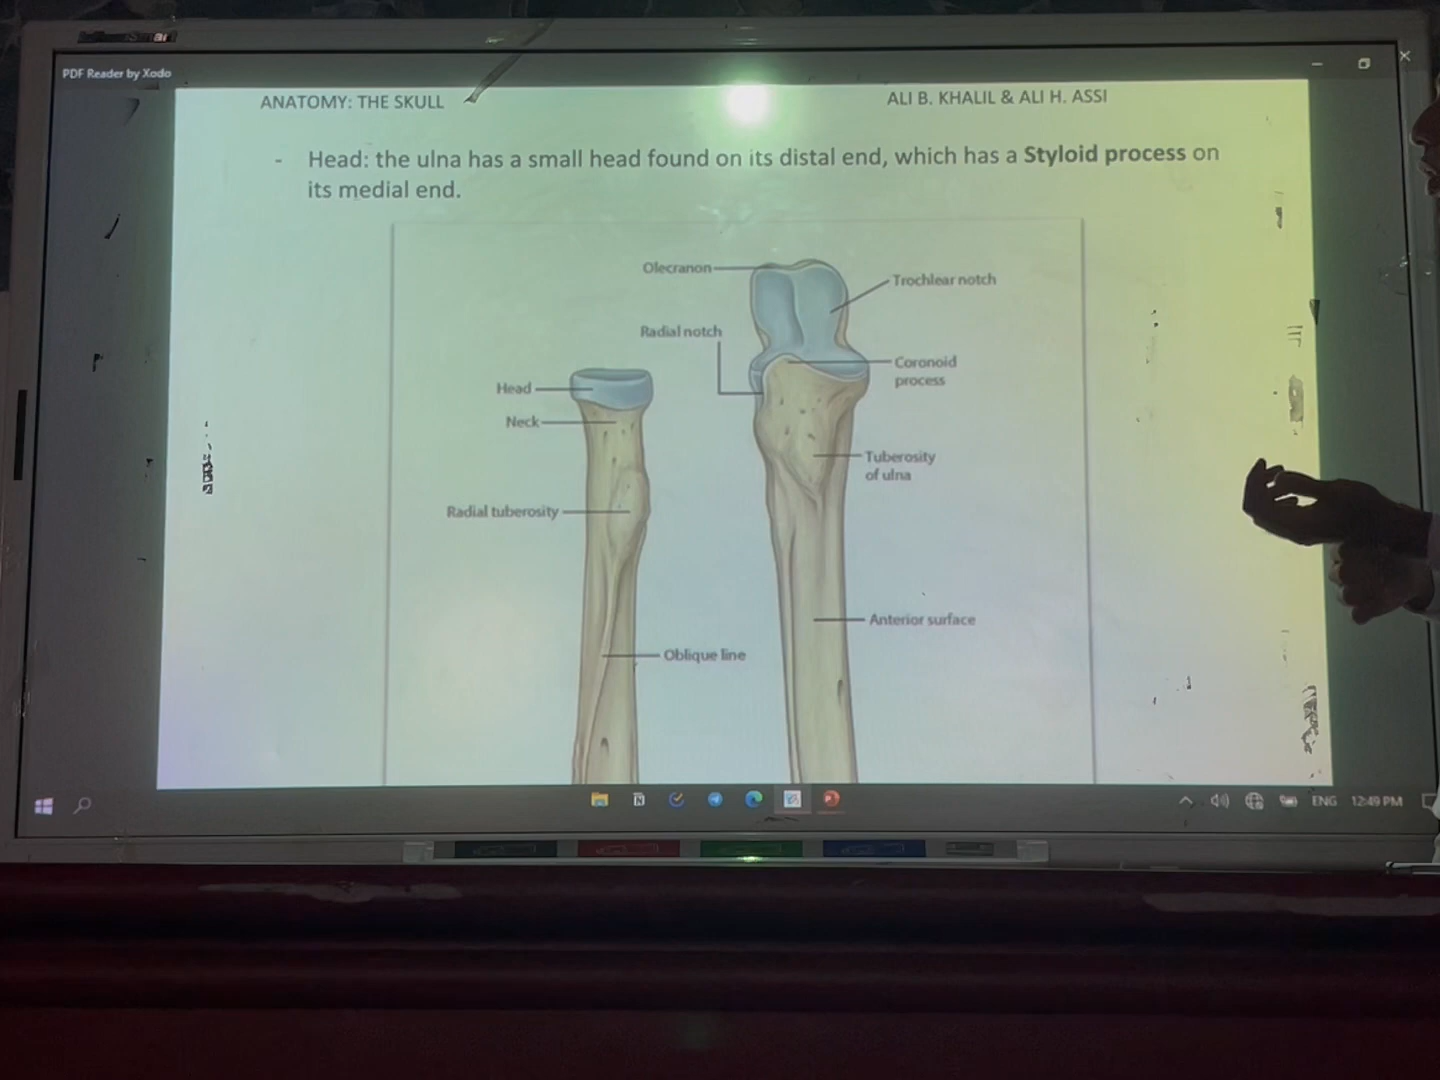 PDF Reader by Xodo
ANATOMY: THE SKULL
ALI B. KHALIL & ALI H. ASSI
- Head: the ulna has a small head found on its distal end, which has a Styloid process on
its medial end.
Olecranon
Trochlear notch
Radial notch
Coronoid
process
Head
Neck
Tuberosity
of ulna
Radial tuberosity
Anterior surface
Oblique line
ENG 12:49 PM